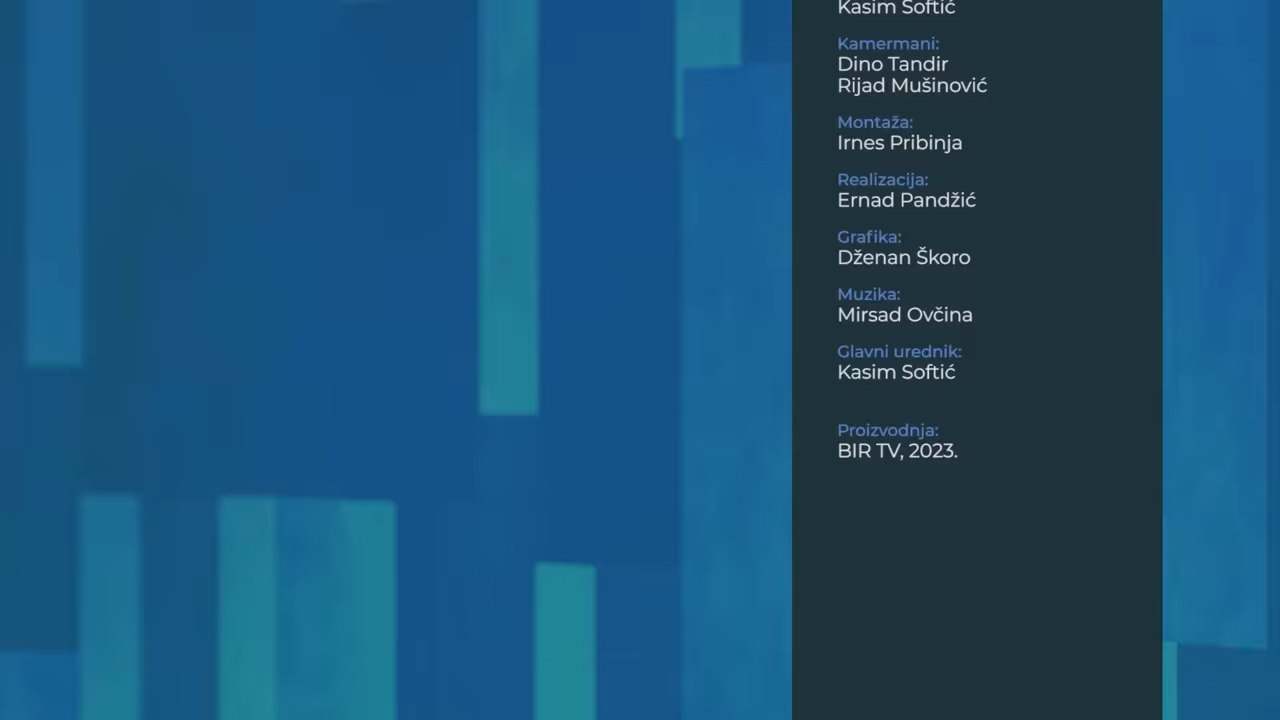 Kasim Softić
Kamermani:
Dino Tandir
Rijad Mušinović
Montaža:
Irnes Pribinja
Realizacija:
Ernad Pandžić
Grafika:
Dženan Škoro
Muzika:
Mirsad Ovčina
Glavni urednik:
Kasim Softić
Proizvodnja:
BIR TV, 2023.